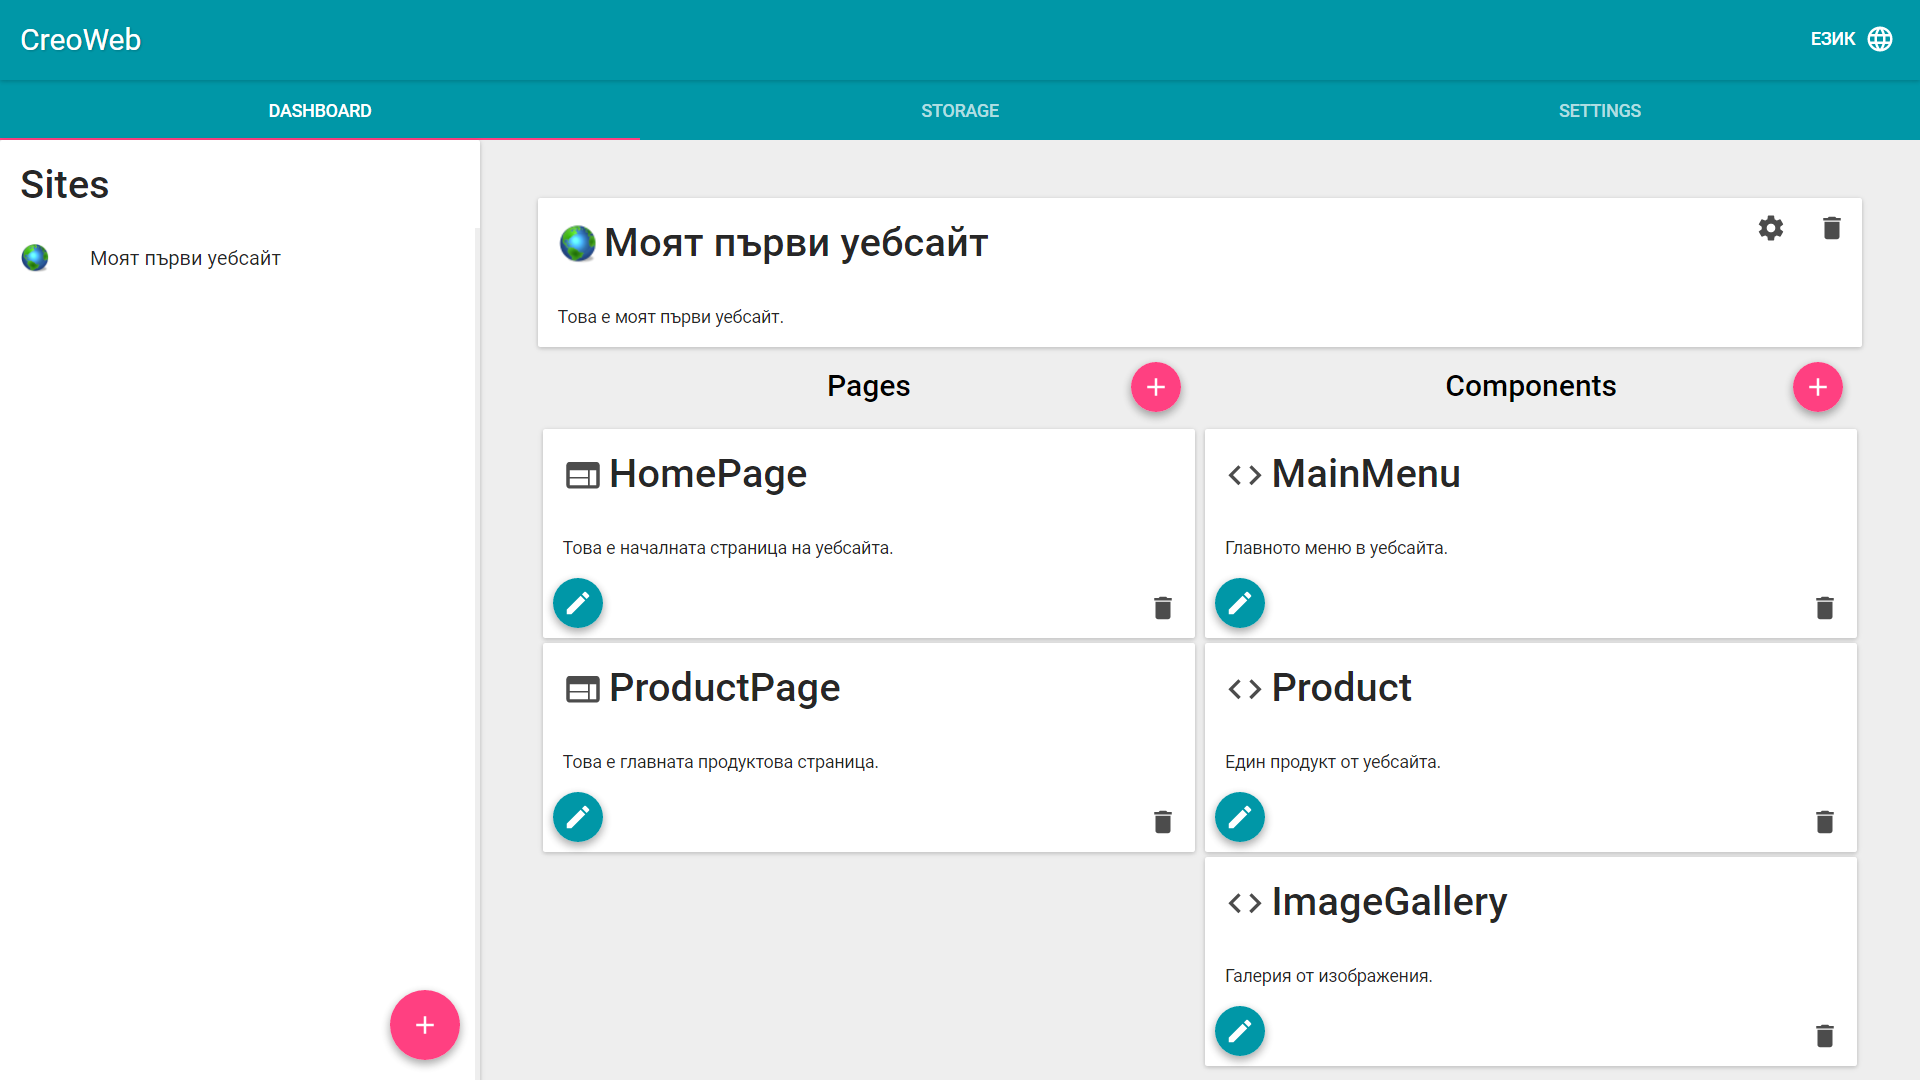 CreoWeb
ЕЗИК
DASHBOARD
STORAGE
SETTINGS
Sites
Моят първи уебсайт
Моят първи уебсайт
Това е моят първи уебсайт.
Pages
Components
HomePage
Това е началната страница на уебсайта.
MainMenu
Главното меню в уебсайта.
ProductPage
Това е главната продуктова страница.
Product
Един продукт от уебсайта.
ImageGallery
Галерия от изображения.